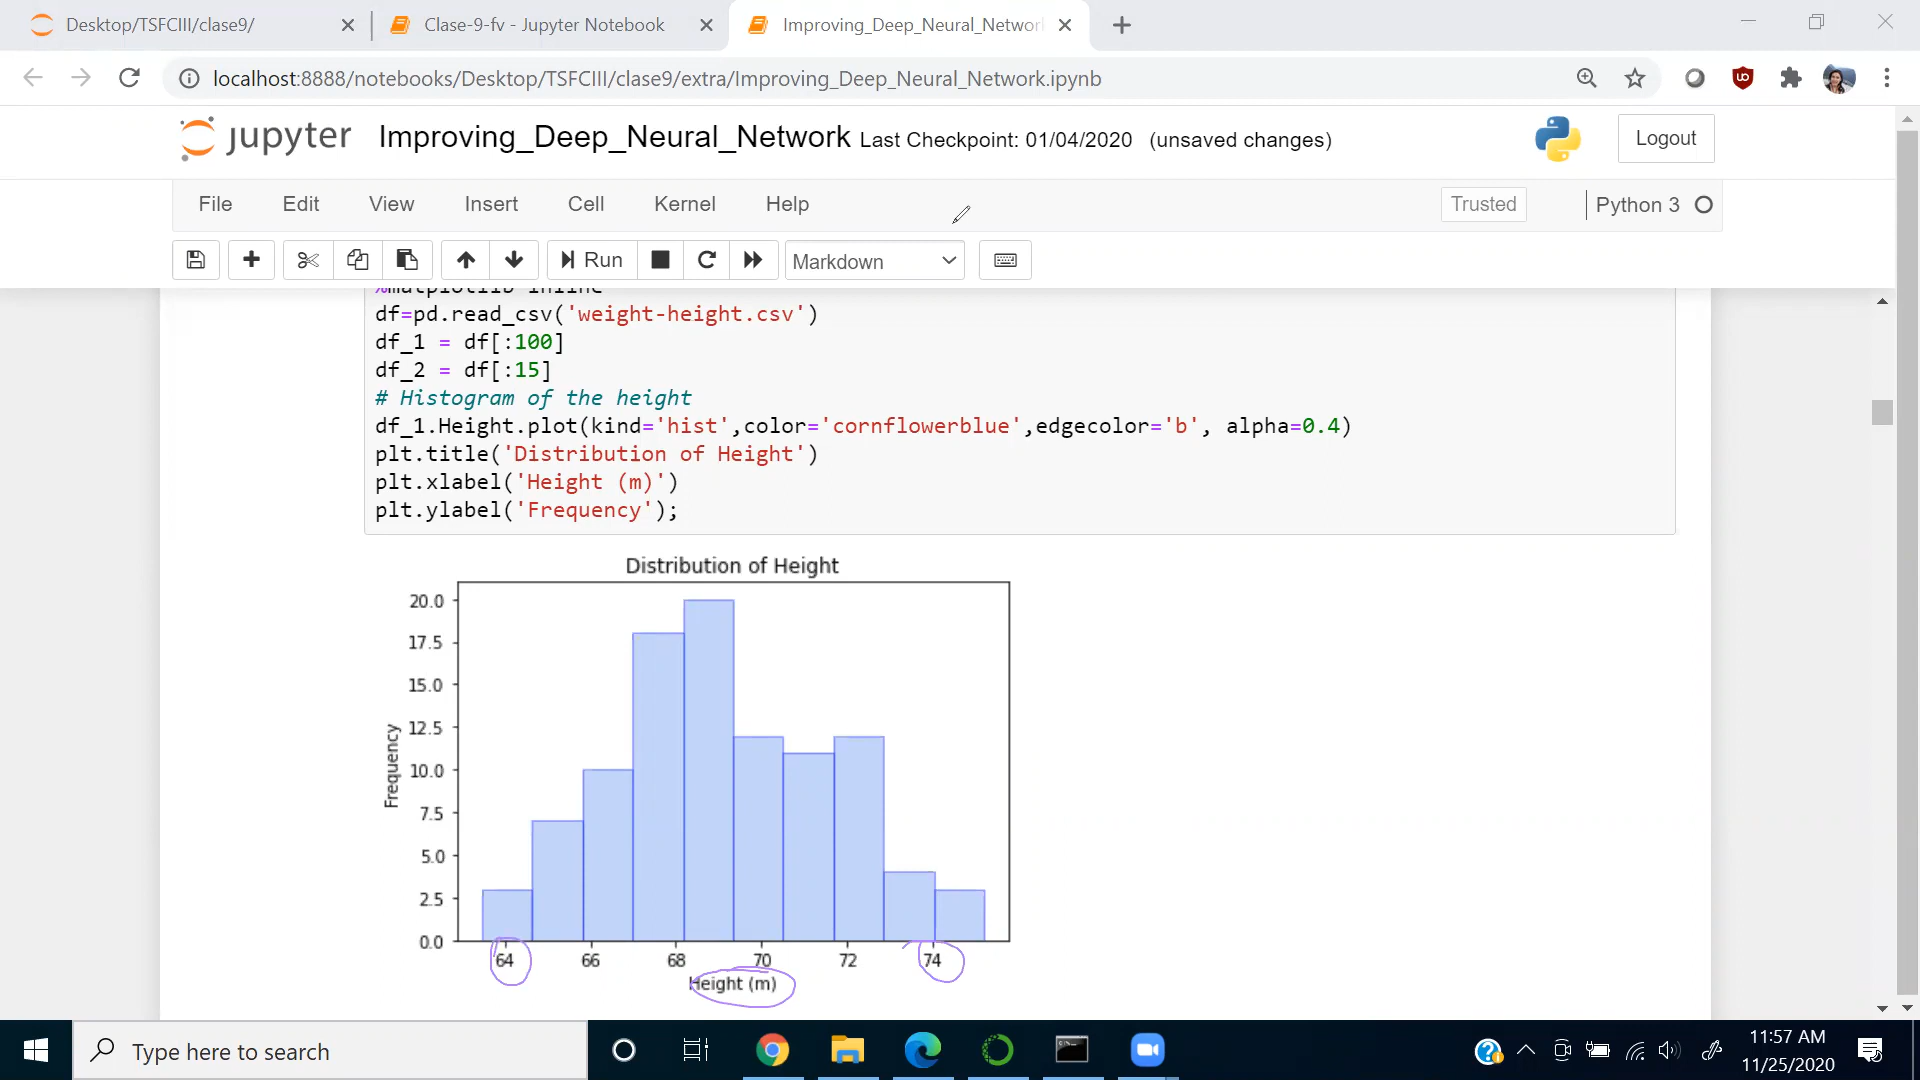 Desktop/TSFCIII/clase9/
Clase-9-fv - Jupyter Notebook
Improving_Deep_Neural_Networ
localhost:8888/notebooks/Desktop/TSFCIII/clase9/extra/Improving_Deep_Neural_Network.ipynb
jupyter Improving_Deep_Neural_Network Last Checkpoint: 01/04/2020 (unsaved changes)
Logout
File Edit View Insert Cell Kernel Help
Trusted
Python 3
Run
Markdown
%matplotlib inline
df=pd.read_csv('weight-height.csv')
df_1 = df[:100]
df_2 = df[:15]
# Histogram of the height
df_1.Height.plot(kind='hist',color='cornflowerblue',edgecolor='b', alpha=0.4)
plt.title('Distribution of Height')
plt.xlabel('Height (m)')
plt.ylabel('Frequency');
Distribution of Height
20.0
17.5
15.0
12.5
10.0
7.5
5.0
2.5
0.0
Frequency
64 66 68 70 72 74
Height (m)
Type here to search
11:57 AM
11/25/2020